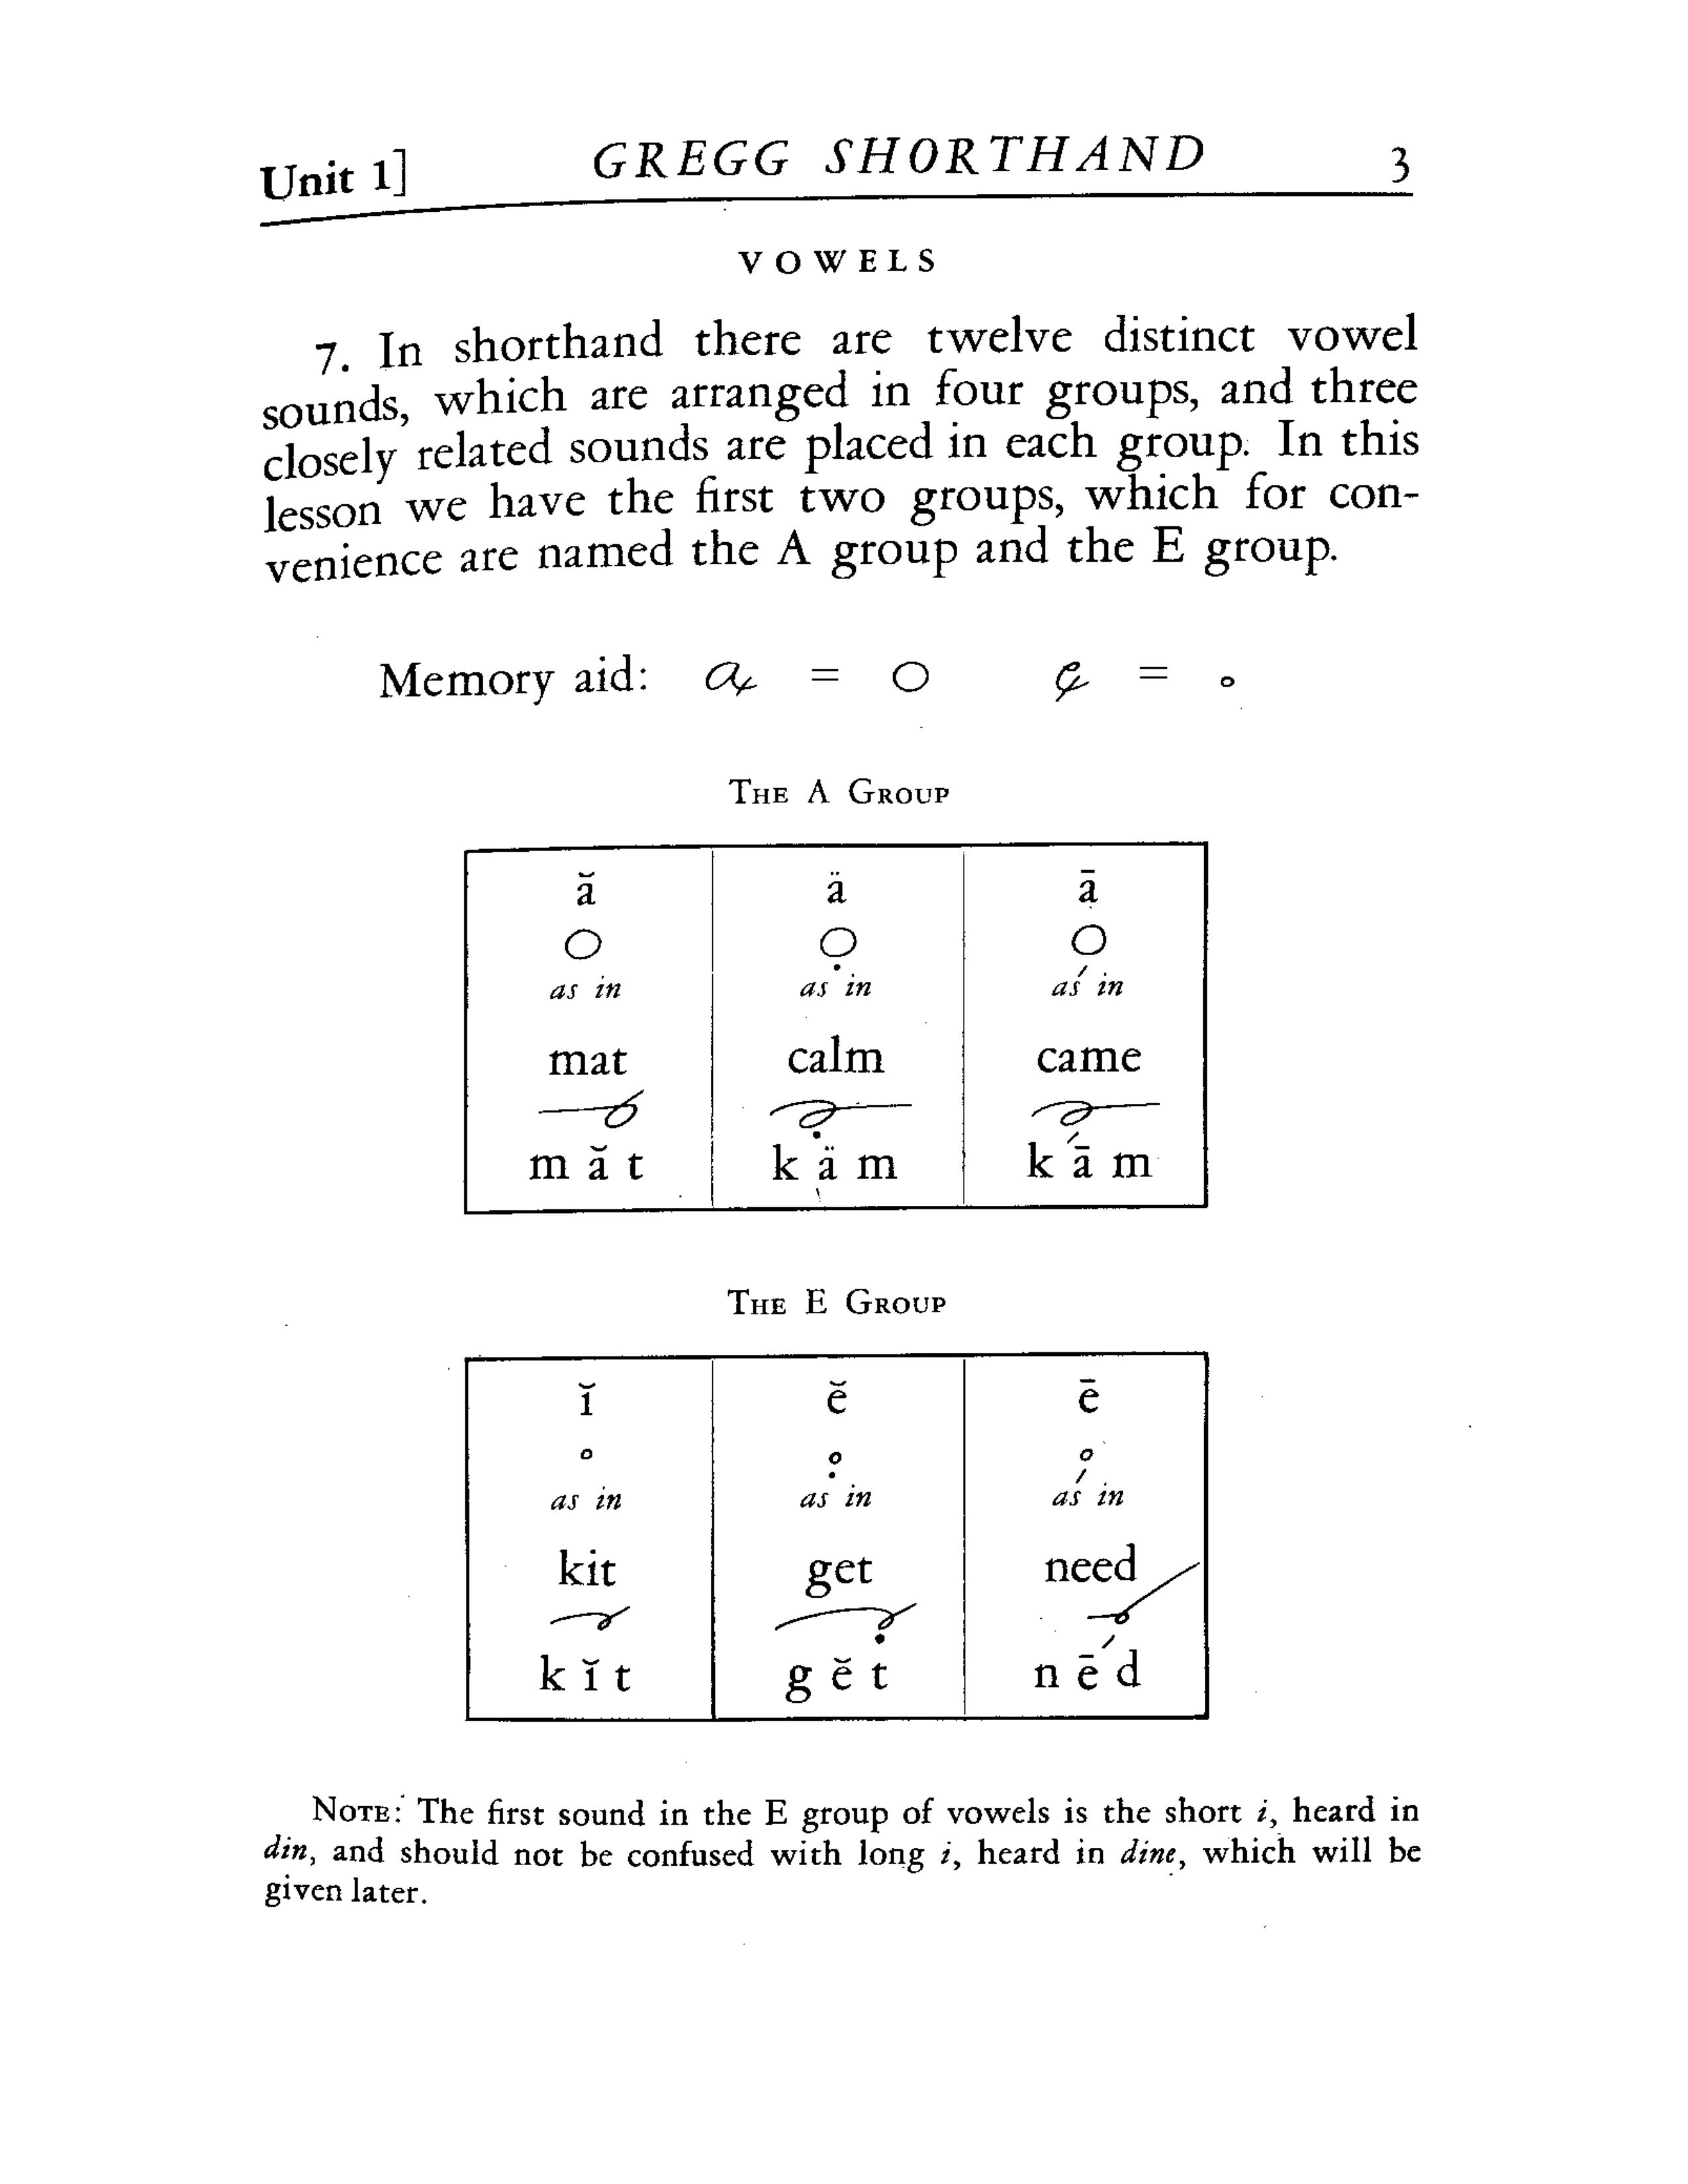 Unit 1] GREGG SHORTHAND 3
VOWELS
7. In shorthand there are twelve distinct vowel
sounds, which are arranged in four groups, and three
closely related sounds are placed in each group. In this
lesson we have the first two groups, which for con-
venience are named the A group and the E group.
Memory aid: a = e =
THE A GROUP
ă ä ā
as in as in as in
mat calm came
m ă t k ä m k ā m
THE E GROUP
ĭ ĕ ē
as in as in as in
kit get need
k ĭ t g ĕ t n ē d
NOTE: The first sound in the E group of vowels is the short i, heard in
din, and should not be confused with long i, heard in dine, which will be
given later.